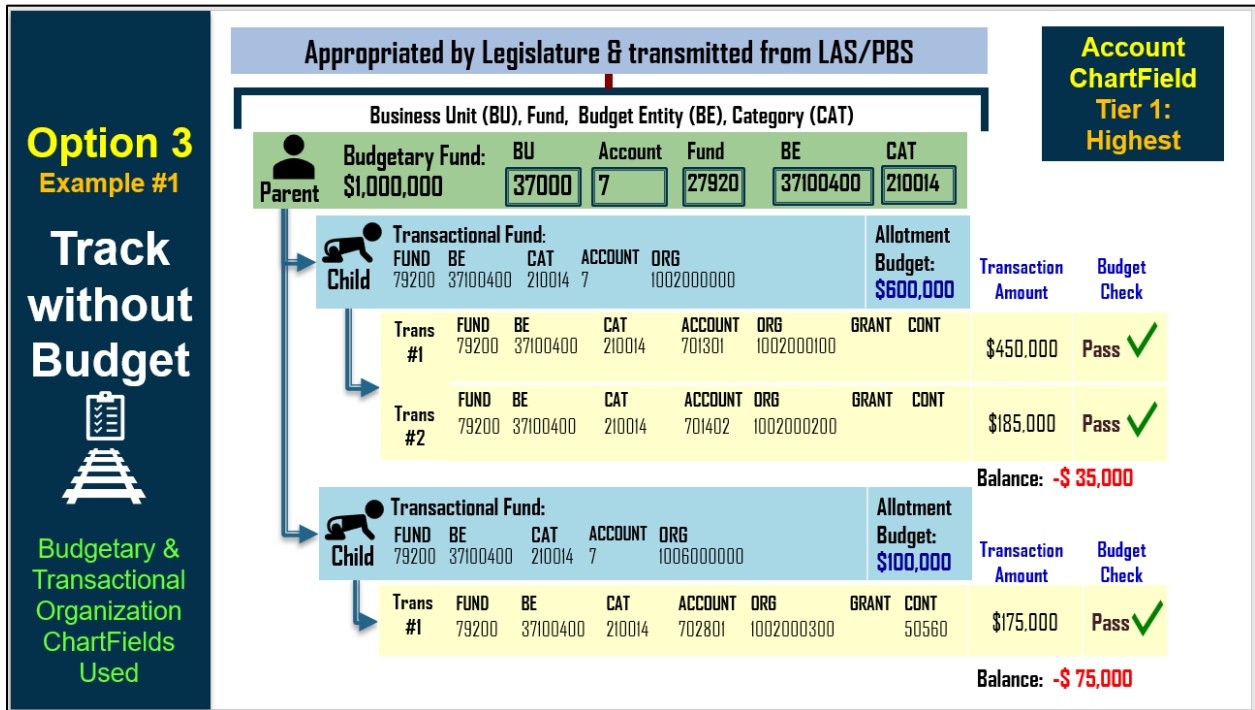 Option 3
Example #1
Track
without
Budget
Budgetary &
Transactional
Organization
ChartFields
Used
Appropriated by Legislature & transmitted from LAS/PBS
Account
ChartField
Tier 1:
Highest
Business Unit (BU), Fund, Budget Entity (BE), Category (CAT)
Parent
Budgetary Fund:
$1,000,000
BU Account Fund BE CAT
37000 7 27920 37100400 210014
Child
Transactional Fund:
FUND BE CAT ACCOUNT ORG
79200 37100400 210014 7 1002000000
Allotment
Budget:
$600,000
Transaction
Amount
Budget
Check
Trans
#1
FUND BE CAT ACCOUNT ORG GRANT CONT
79200 37100400 210014 701301 1002000100
$450,000 Pass
Trans
#2
FUND BE CAT ACCOUNT ORG GRANT CONT
79200 37100400 210014 701402 1002000200
$185,000 Pass
Balance: -$ 35,000
Child
Transactional Fund:
FUND BE CAT ACCOUNT ORG
79200 37100400 210014 7 1006000000
Allotment
Budget:
$100,000
Transaction
Amount
Budget
Check
Trans
#1
FUND BE CAT ACCOUNT ORG GRANT CONT
79200 37100400 210014 702801 1002000300 50560
$175,000 Pass
Balance: -$ 75,000